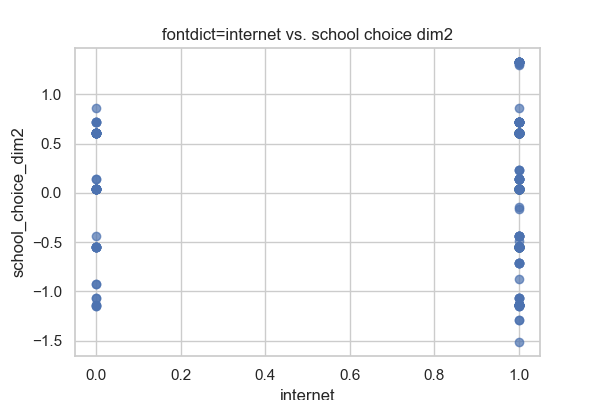 fontdict=internet vs. school choice dim2
school_choice_dim2
1.0
0.5
0.0
−0.5
−1.0
−1.5
0.0 0.2 0.4 0.6 0.8 1.0
internet